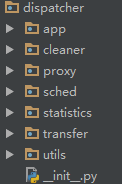 dispatcher
app
cleaner
proxy
sched
statistics
transfer
utils
__init__.py